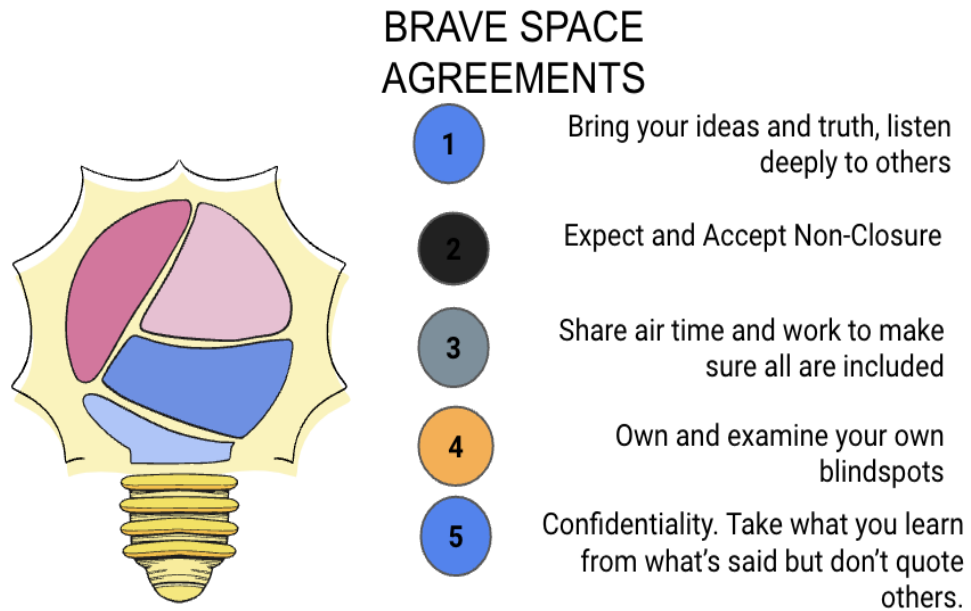 BRAVE SPACE
AGREEMENTS
1
Bring your ideas and truth, listen
deeply to others
2
Expect and Accept Non-Closure
3
Share air time and work to make
sure all are included
4
Own and examine your own
blindspots
5
Confidentiality. Take what you learn
from what's said but don't quote
others.